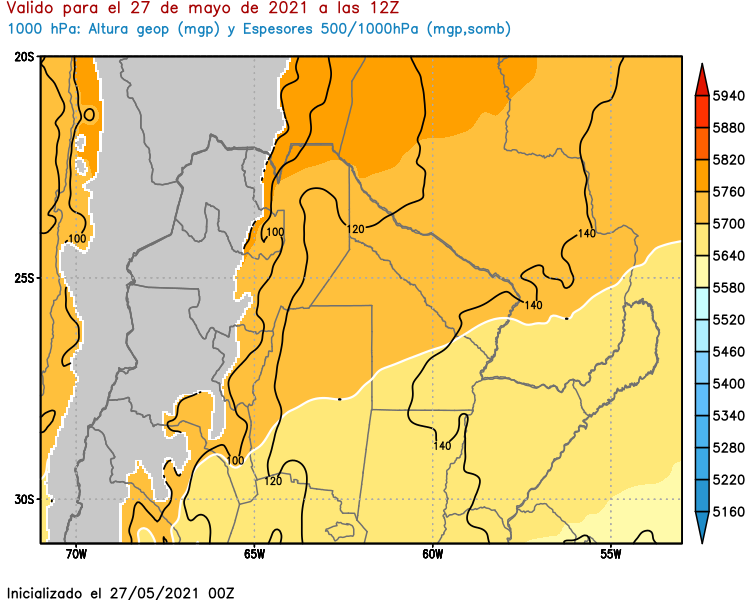 Valido para el 27 de mayo de 2021 a las 12Z
1000 hPa: Altura geop (mgp) y Espesores 500/1000hPa (mgp,somb)
20S
25S
30S
70W
65W
60W
55W
100
100
120
140
140
100
140
120
5940
5880
5820
5760
5700
5640
5580
5520
5460
5400
5340
5280
5220
5160
Inicializado el 27/05/2021 00Z